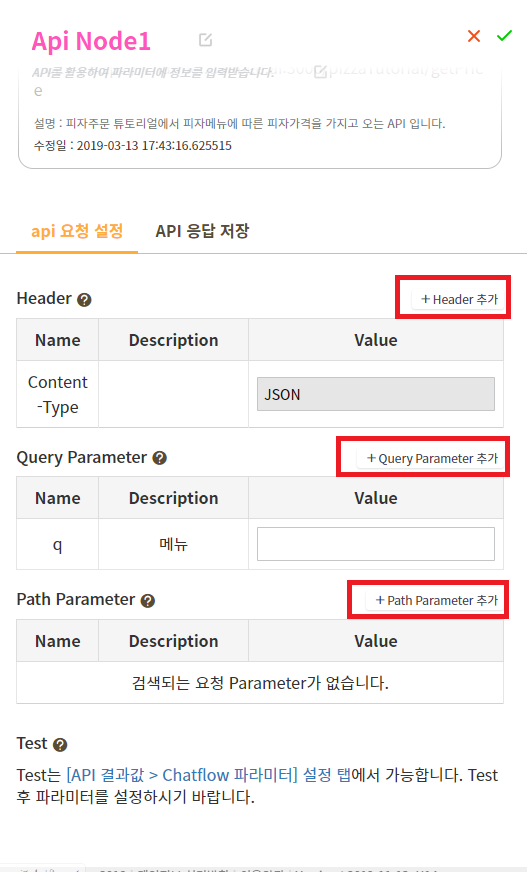 Api Node1
API를 활용하여 파라미터에 정보를 입력받습니다.
e
설명 : 피자주문 튜토리얼에서 피자메뉴에 따른 피자가격을 가지고 오는 API 입니다.
수정일 : 2019-03-13 17:43:16.625515
api 요청 설정 API 응답 저장
Header ? +Header 추가
Name Description Value
Content
-Type
JSON
Query Parameter ? +Query Parameter 추가
Name Description Value
q 메뉴
Path Parameter ? +Path Parameter 추가
Name Description Value
검색되는 요청 Parameter가 없습니다.
Test ?
Test는 [API 결과값 > Chatflow 파라미터] 설정 탭에서 가능합니다. Test
후 파라미터를 설정하시기 바랍니다.